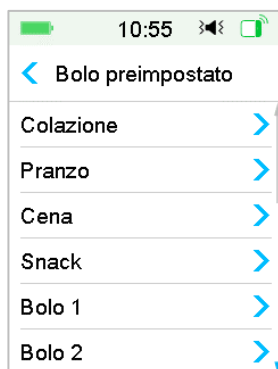 10:55
Bolo preimpostato
Colazione
Pranzo
Cena
Snack
Bolo 1
Bolo 2